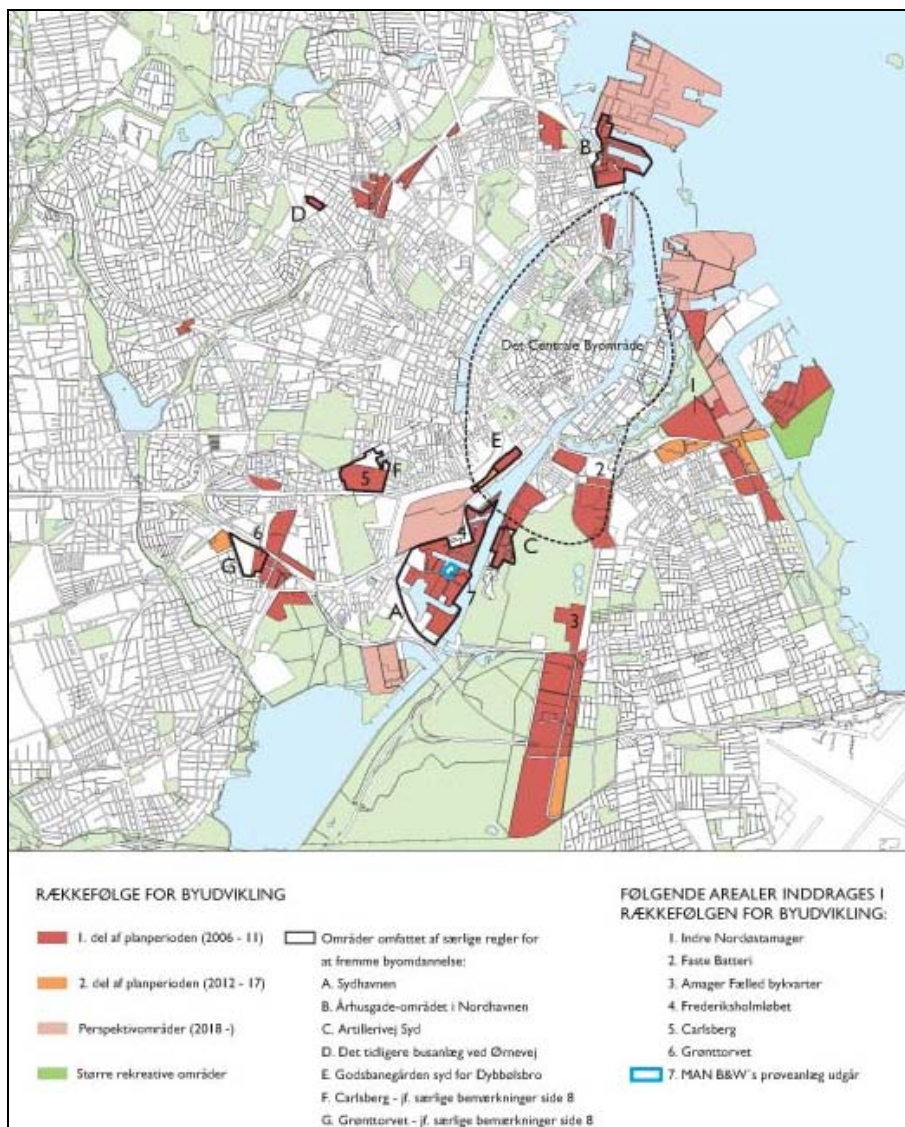 B
D
Det Centrale Byområde
1
E
2
5
F
4
6
C
G
7
A
3
RÆKKEFØLGE FOR BYUDVIKLING
1. del af planperioden (2006 - 11)
2. del af planperioden (2012 - 17)
Perspektivområder (2018 -)
Større rekreative områder
Områder omfattet af særlige regler for
at fremme byomdannelse:
A. Sydhavnen
B. Århusgade-området i Nordhavnen
C. Artillerivej Syd
D. Det tidligere busanlæg ved Ørnevej
E. Godsbanegården syd for Dybbølsbro
F. Carlsberg - jf. særlige bemærkninger side 8
G. Grønttorvet - jf. særlige bemærkninger side 8
FØLGENDE AREALER INDDRAGES I
RÆKKEFØLGEN FOR BYUDVIKLING:
1. Indre Nordøstamager
2. Faste Batteri
3. Amager Fælled bykvarter
4. Frederiksholmløbet
5. Carlsberg
6. Grønttorvet
7. MAN B&W´s prøveanlæg udgår